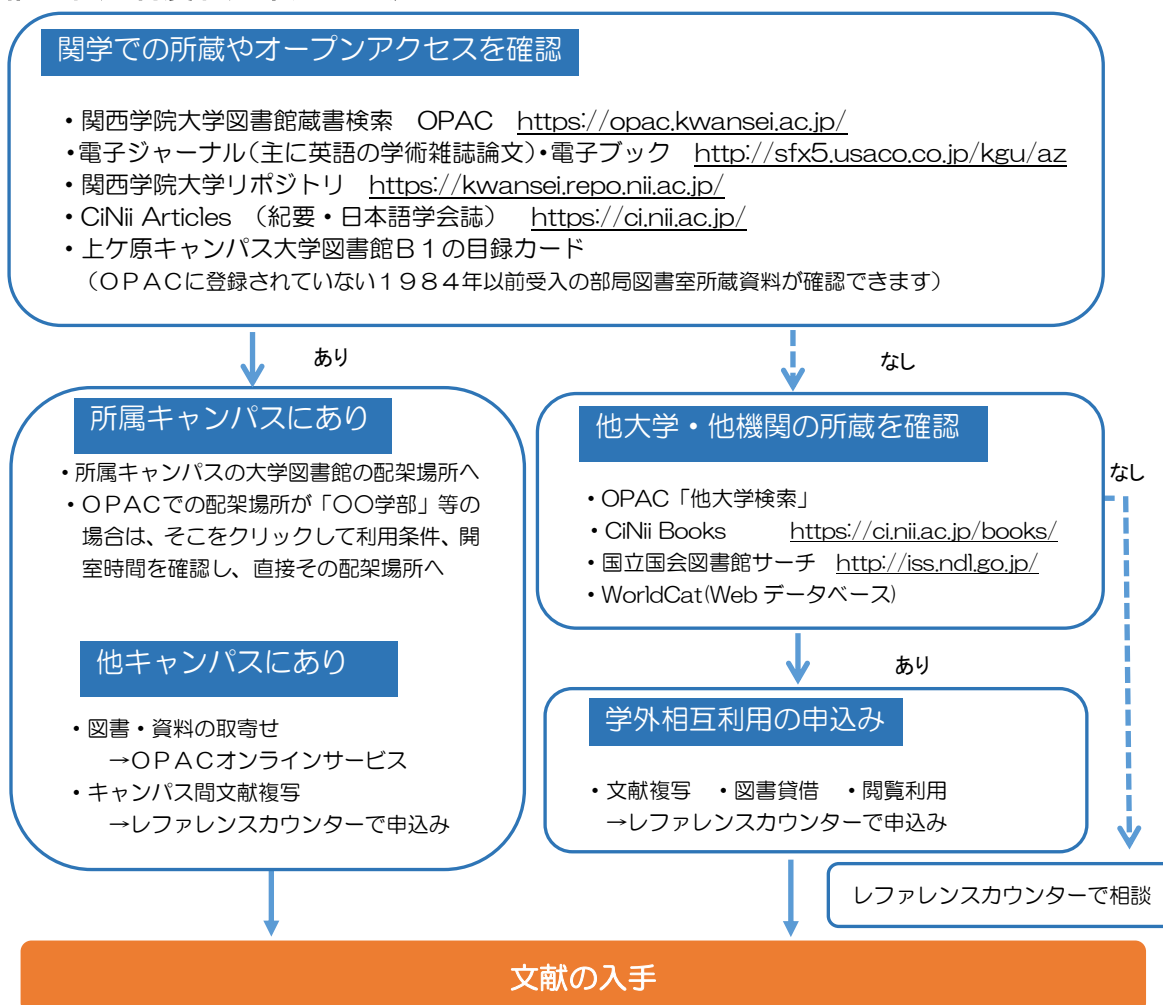 関学での所蔵やオープンアクセスを確認
・関西学院大学図書館蔵書検索 OPAC https://opac.kwansei.ac.jp/
・電子ジャーナル(主に英語の学術雑誌論文)・電子ブック http://sfx5.usaco.co.jp/kgu/az
・関西学院大学リポジトリ https://kwansei.repo.nii.ac.jp/
・CiNii Articles (紀要・日本語学会誌) https://ci.nii.ac.jp/
・上ケ原キャンパス大学図書館B1の目録カード
(OPACに登録されていない1984年以前受入の部局図書室所蔵資料が確認できます)
あり
なし
所属キャンパスにあり
・所属キャンパスの大学図書館の配架場所へ
・OPACでの配架場所が「〇〇学部」等の
場合は、そこをクリックして利用条件、開
室時間を確認し、直接その配架場所へ
他キャンパスにあり
・図書・資料の取寄せ
→OPACオンラインサービス
・キャンパス間文献複写
→レファレンスカウンターで申込み
他大学・他機関の所蔵を確認
・OPAC「他大学検索」
・CiNii Books https://ci.nii.ac.jp/books/
・国立国会図書館サーチ http://iss.ndl.go.jp/
・WorldCat(Web データベース)
なし
あり
学外相互利用の申込み
・文献複写 ・図書貸借 ・閲覧利用
→レファレンスカウンターで申込み
レファレンスカウンターで相談
文献の入手